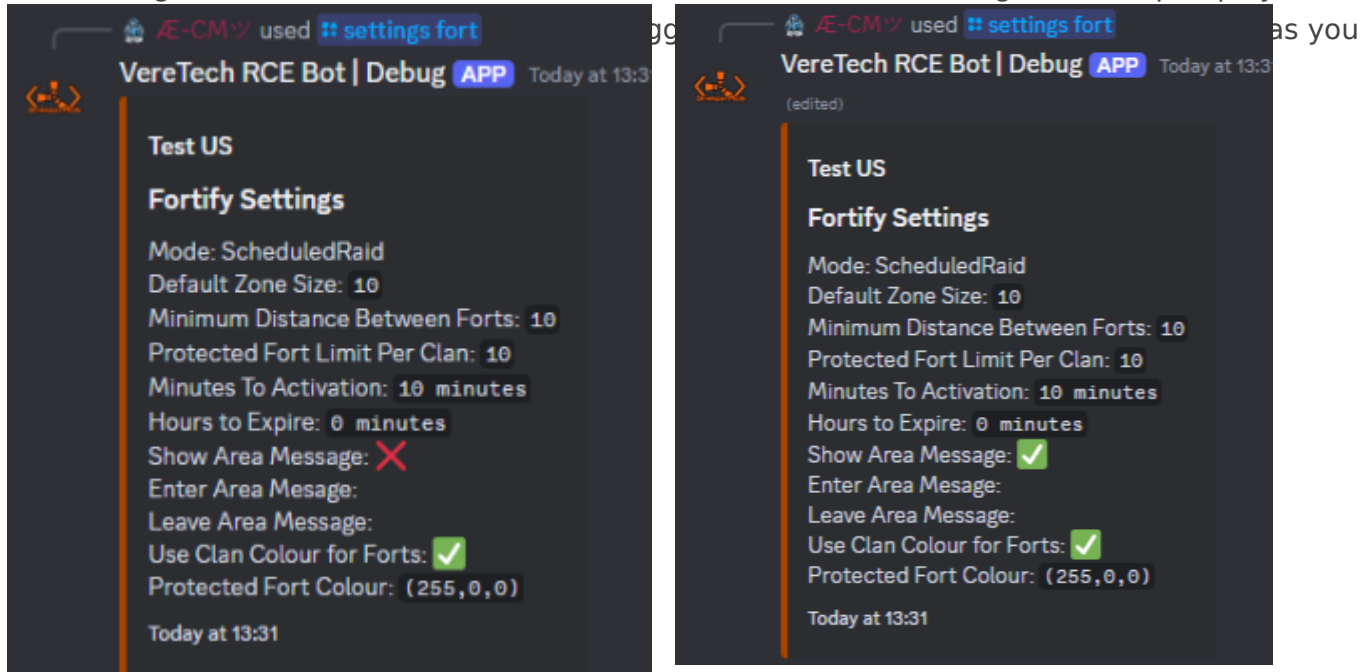 Æ-CMツ used settings fort
VereTech RCE Bot | Debug APP Today at 13:3
Test US
Fortify Settings
Mode: ScheduledRaid
Default Zone Size: 10
Minimum Distance Between Forts: 10
Protected Fort Limit Per Clan: 10
Minutes To Activation: 10 minutes
Hours to Expire: 0 minutes
Show Area Message: ❌
Enter Area Mesage:
Leave Area Message:
Use Clan Colour for Forts: ✅
Protected Fort Colour: (255,0,0)
Today at 13:31
Æ-CMツ used settings fort
as you
VereTech RCE Bot | Debug APP Today at 13:3
(edited)
Test US
Fortify Settings
Mode: ScheduledRaid
Default Zone Size: 10
Minimum Distance Between Forts: 10
Protected Fort Limit Per Clan: 10
Minutes To Activation: 10 minutes
Hours to Expire: 0 minutes
Show Area Message: ✅
Enter Area Mesage:
Leave Area Message:
Use Clan Colour for Forts: ✅
Protected Fort Colour: (255,0,0)
Today at 13:31